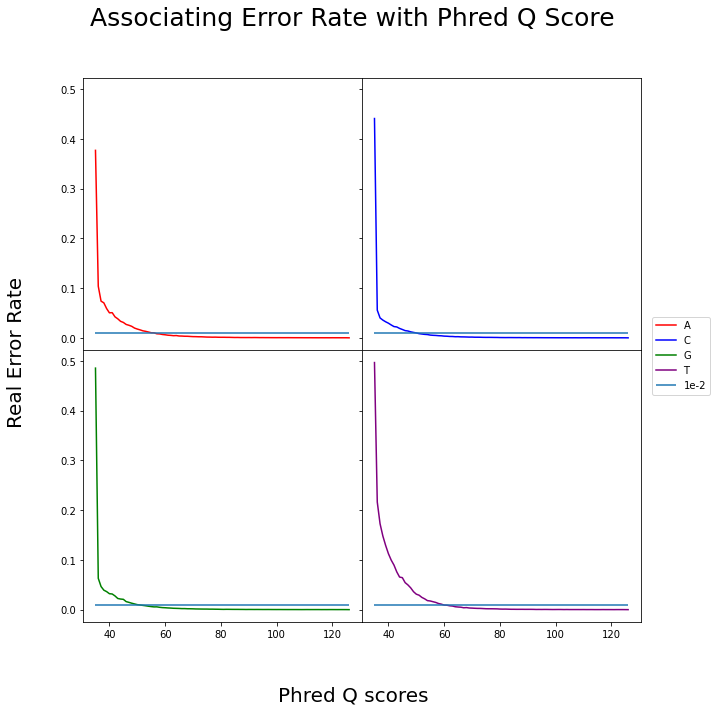 Associating Error Rate with Phred Q Score
0.5
0.4
0.3
0.2
0.1
0.0
0.5
0.4
0.3
0.2
0.1
0.0
40 60 80 100 120
40 60 80 100 120
Real Error Rate
Phred Q scores
A
C
G
T
1e-2